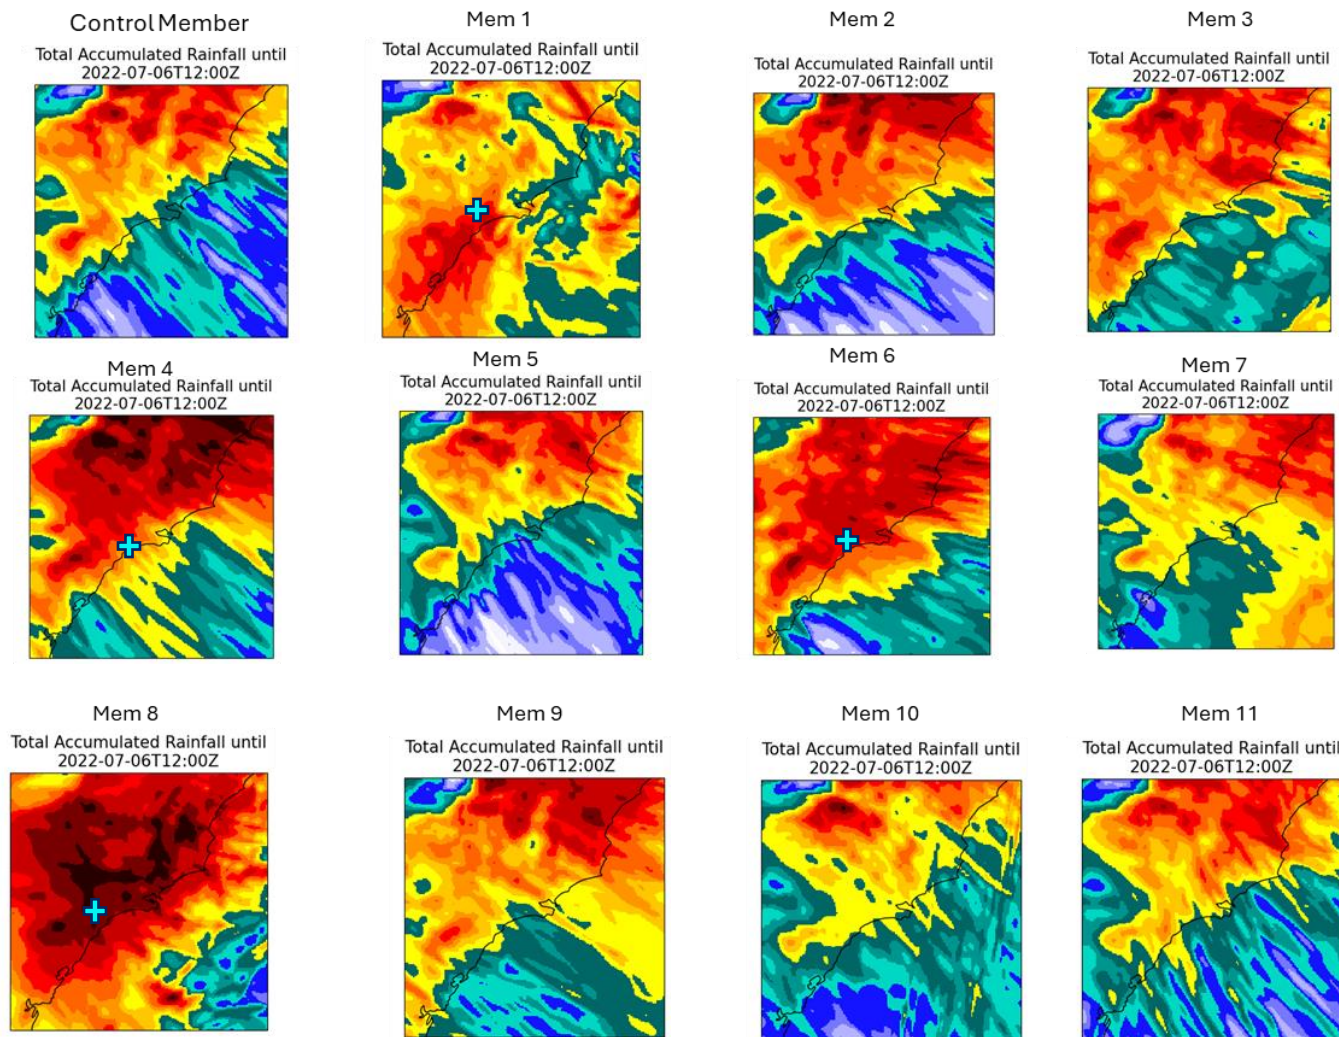 Control Member
Total Accumulated Rainfall until
2022-07-06T12:00Z
Mem 1
Total Accumulated Rainfall until
2022-07-06T12:00Z
Mem 2
Total Accumulated Rainfall until
2022-07-06T12:00Z
Mem 3
Total Accumulated Rainfall until
2022-07-06T12:00Z
Mem 4
Total Accumulated Rainfall until
2022-07-06T12:00Z
Mem 5
Total Accumulated Rainfall until
2022-07-06T12:00Z
Mem 6
Total Accumulated Rainfall until
2022-07-06T12:00Z
Mem 7
Total Accumulated Rainfall until
2022-07-06T12:00Z
Mem 8
Total Accumulated Rainfall until
2022-07-06T12:00Z
Mem 9
Total Accumulated Rainfall until
2022-07-06T12:00Z
Mem 10
Total Accumulated Rainfall until
2022-07-06T12:00Z
Mem 11
Total Accumulated Rainfall until
2022-07-06T12:00Z